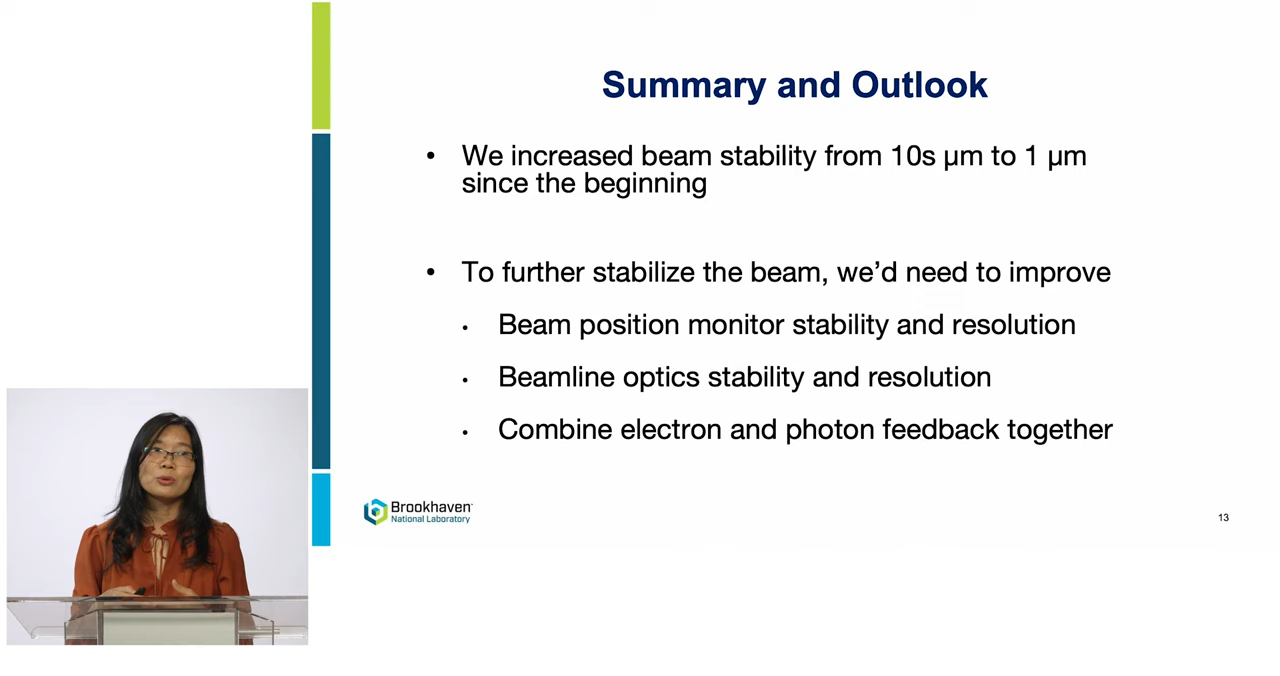 Summary and Outlook
• We increased beam stability from 10s µm to 1 µm
since the beginning
• To further stabilize the beam, we’d need to improve
• Beam position monitor stability and resolution
• Beamline optics stability and resolution
• Combine electron and photon feedback together
Brookhaven™
National Laboratory
13